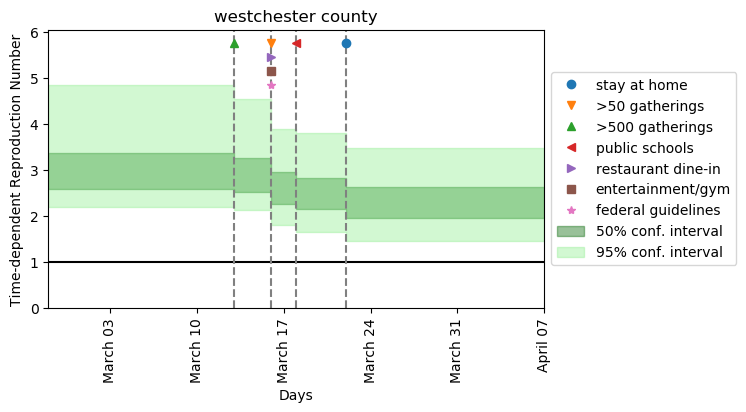 westchester county
Time-dependent Reproduction Number
6
5
4
3
2
1
0
March 03
March 10
March 17
March 24
March 31
April 07
Days
stay at home
>50 gatherings
>500 gatherings
public schools
restaurant dine-in
entertainment/gym
federal guidelines
50% conf. interval
95% conf. interval